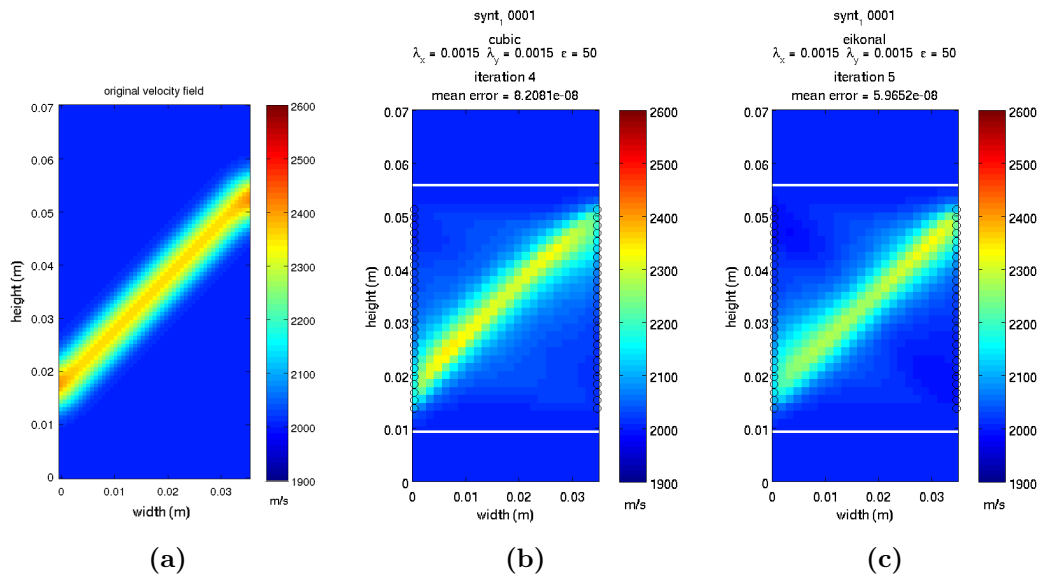 original velocity field
0.07
0.06
0.05
0.04
0.03
0.02
0.01
0
height (m)
0 0.01 0.02 0.03
width (m)
2600
2500
2400
2300
2200
2100
2000
1900
m/s
(a)
synt₁ 0001
cubic
λx = 0.0015 λy = 0.0015 ε = 50
iteration 4
mean error = 8.2081e-08
0.07
0.06
0.05
0.04
0.03
0.02
0.01
0
height (m)
0 0.01 0.02 0.03
width (m)
2600
2500
2400
2300
2200
2100
2000
1900
m/s
(b)
synt₁ 0001
eikonal
λx = 0.0015 λy = 0.0015 ε = 50
iteration 5
mean error = 5.9652e-08
0.07
0.06
0.05
0.04
0.03
0.02
0.01
0
height (m)
0 0.01 0.02 0.03
width (m)
2600
2500
2400
2300
2200
2100
2000
1900
m/s
(c)